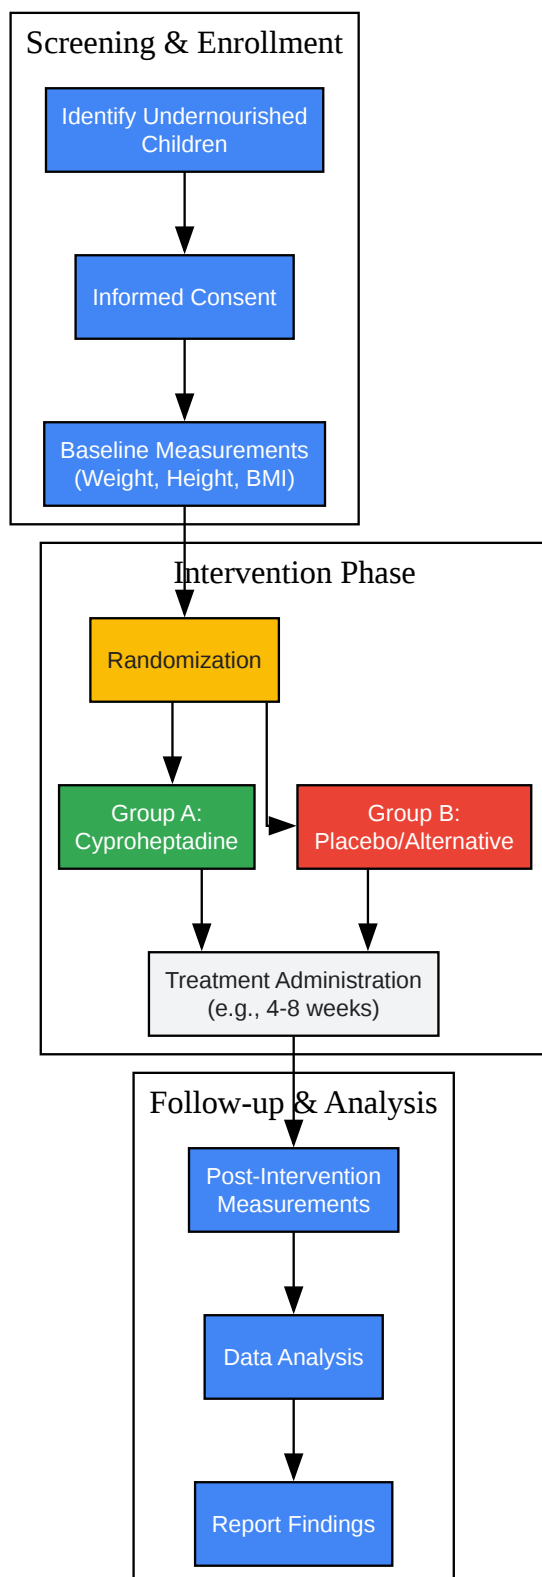 Screening & Enrollment
Identify Undernourished
Children
Informed Consent
Baseline Measurements
(Weight, Height, BMI)
Intervention Phase
Randomization
Group A:
Cyproheptadine
Group B:
Placebo/Alternative
Treatment Administration
(e.g., 4-8 weeks)
Follow-up & Analysis
Post-Intervention
Measurements
Data Analysis
Report Findings